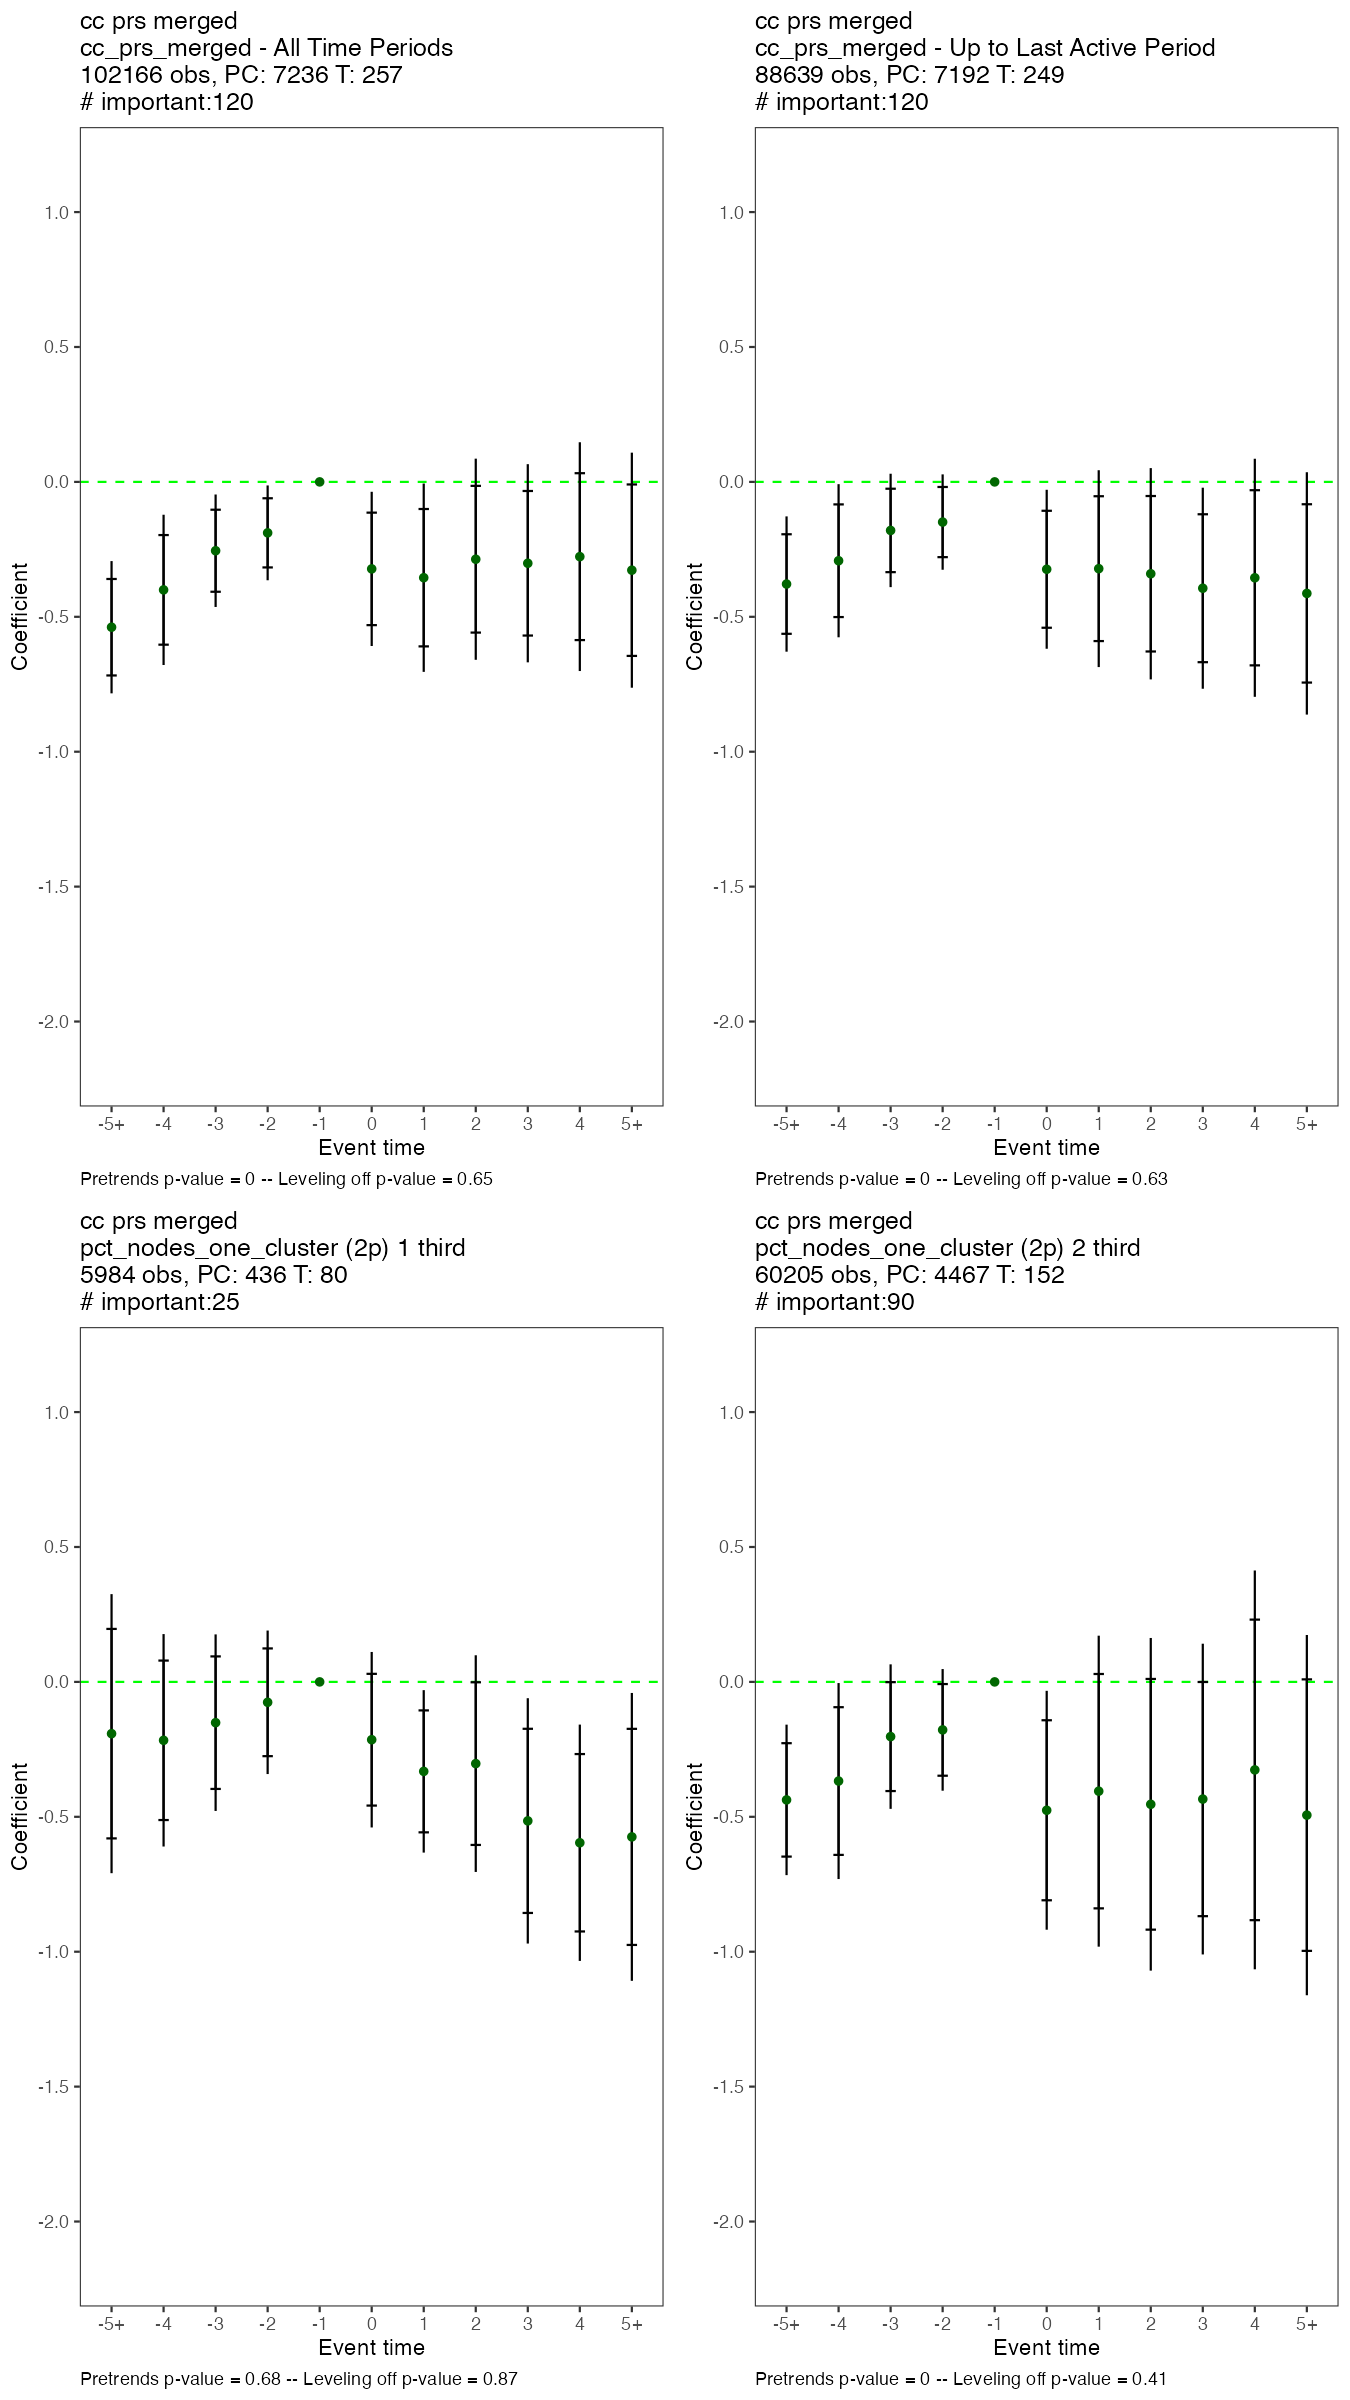 cc prs merged
cc_prs_merged - All Time Periods
102166 obs, PC: 7236 T: 257
# important:120
1.0
0.5
0.0
-0.5
-1.0
-1.5
-2.0
Coefficient
-5+ -4 -3 -2 -1 0 1 2 3 4 5+
Event time
Pretrends p-value = 0 -- Leveling off p-value = 0.65
cc prs merged
cc_prs_merged - Up to Last Active Period
88639 obs, PC: 7192 T: 249
# important:120
1.0
0.5
0.0
-0.5
-1.0
-1.5
-2.0
Coefficient
-5+ -4 -3 -2 -1 0 1 2 3 4 5+
Event time
Pretrends p-value = 0 -- Leveling off p-value = 0.63
cc prs merged
pct_nodes_one_cluster (2p) 1 third
5984 obs, PC: 436 T: 80
# important:25
1.0
0.5
0.0
-0.5
-1.0
-1.5
-2.0
Coefficient
-5+ -4 -3 -2 -1 0 1 2 3 4 5+
Event time
Pretrends p-value = 0.68 -- Leveling off p-value = 0.87
cc prs merged
pct_nodes_one_cluster (2p) 2 third
60205 obs, PC: 4467 T: 152
# important:90
1.0
0.5
0.0
-0.5
-1.0
-1.5
-2.0
Coefficient
-5+ -4 -3 -2 -1 0 1 2 3 4 5+
Event time
Pretrends p-value = 0 -- Leveling off p-value = 0.41